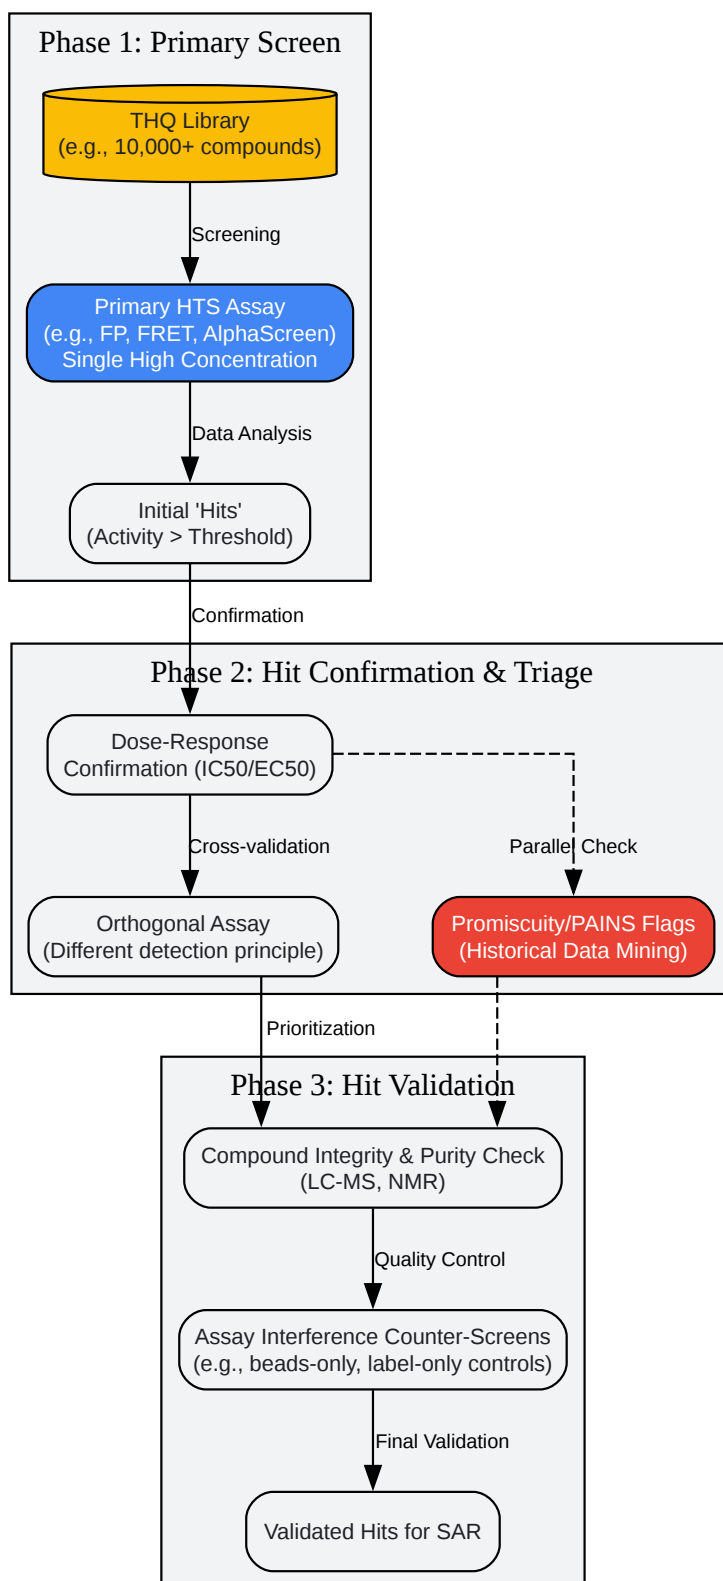 Phase 1: Primary Screen
THQ Library
(e.g., 10,000+ compounds)
Screening
Primary HTS Assay
(e.g., FP, FRET, AlphaScreen)
Single High Concentration
Data Analysis
Initial 'Hits'
(Activity > Threshold)
Confirmation
Phase 2: Hit Confirmation & Triage
Dose-Response
Confirmation (IC50/EC50)
Cross-validation
Parallel Check
Orthogonal Assay
(Different detection principle)
Promiscuity/PAINS Flags
(Historical Data Mining)
Prioritization
Phase 3: Hit Validation
Compound Integrity & Purity Check
(LC-MS, NMR)
Quality Control
Assay Interference Counter-Screens
(e.g., beads-only, label-only controls)
Final Validation
Validated Hits for SAR